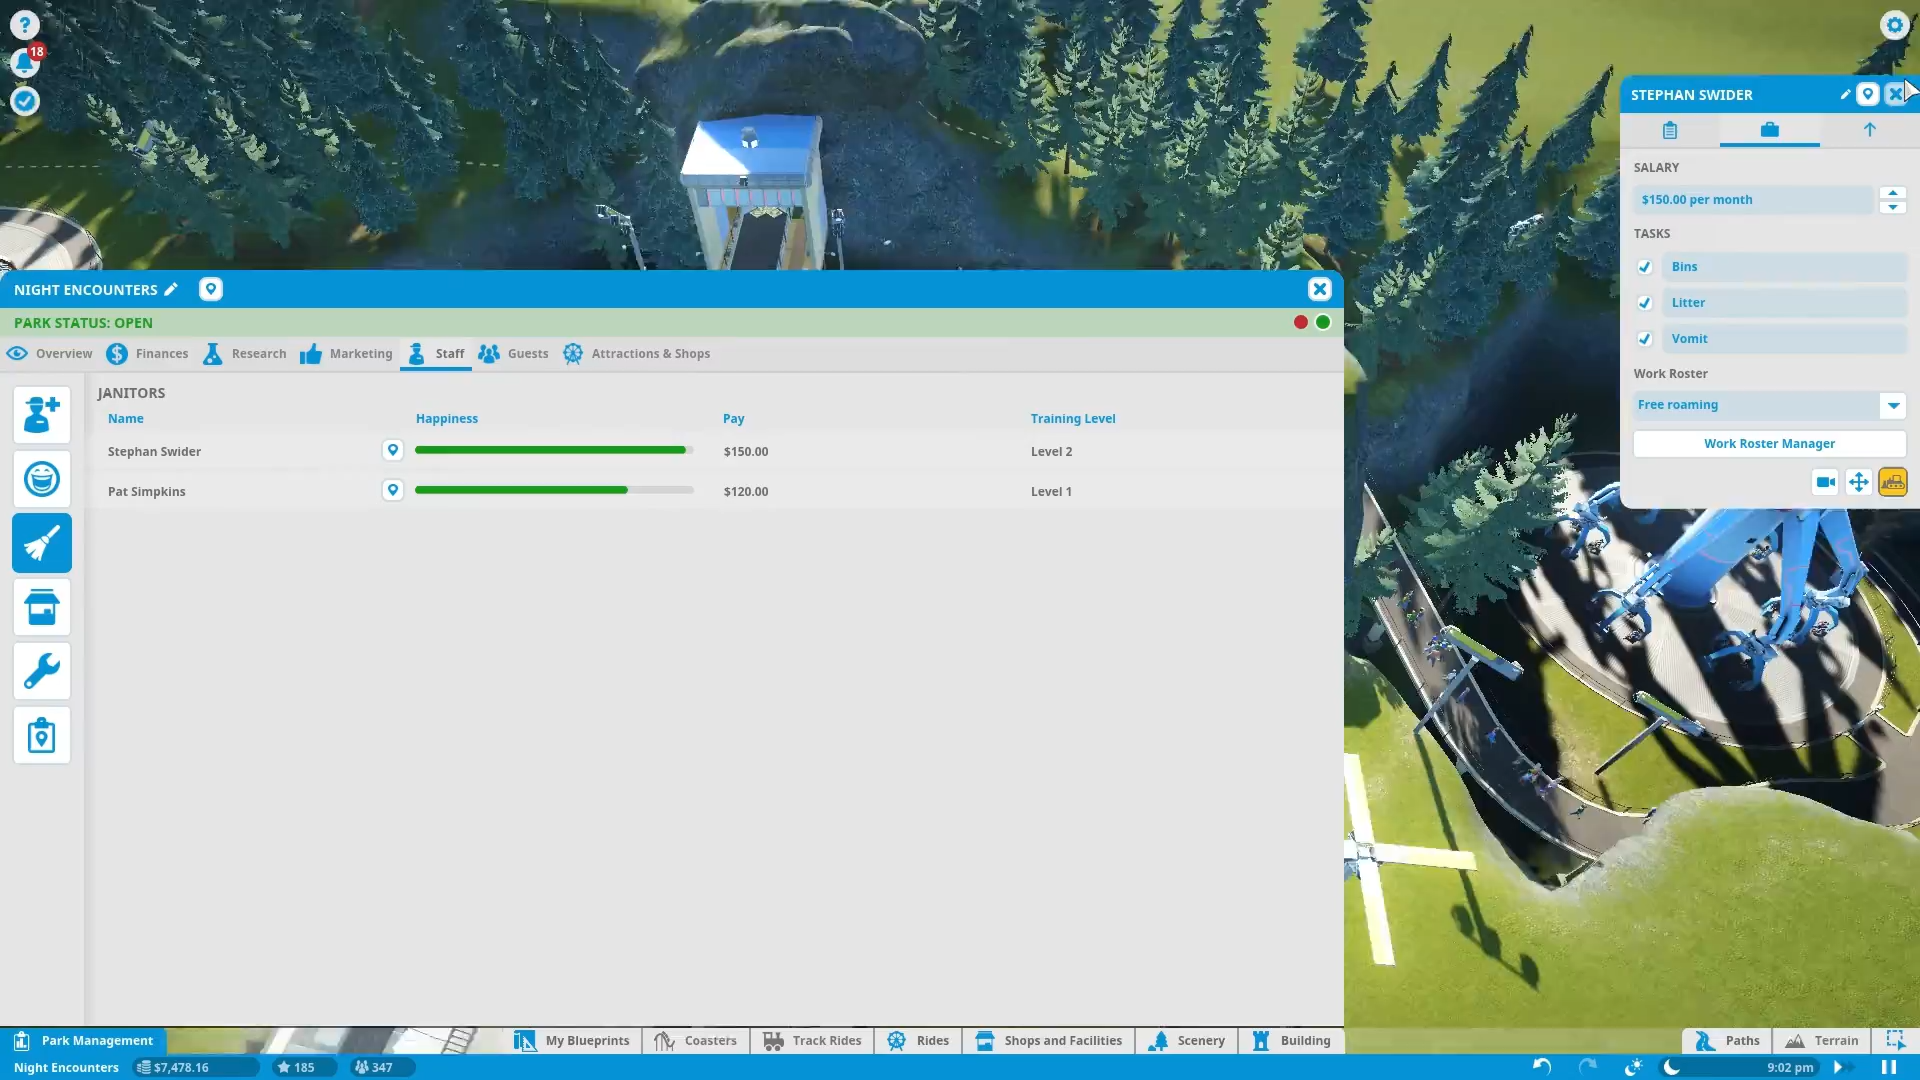 ?
18
STEPHAN SWIDER
SALARY
$150.00 per month
TASKS
Bins
Litter
Vomit
Work Roster
Free roaming
Work Roster Manager
NIGHT ENCOUNTERS
PARK STATUS: OPEN
Overview Finances Research Marketing Staff Guests Attractions & Shops
JANITORS
Name Happiness Pay Training Level
Stephan Swider $150.00 Level 2
Pat Simpkins $120.00 Level 1
Park Management My Blueprints Coasters Track Rides Rides Shops and Facilities Scenery Building Paths Terrain
Night Encounters $7,478.16 185 347 9:02 pm